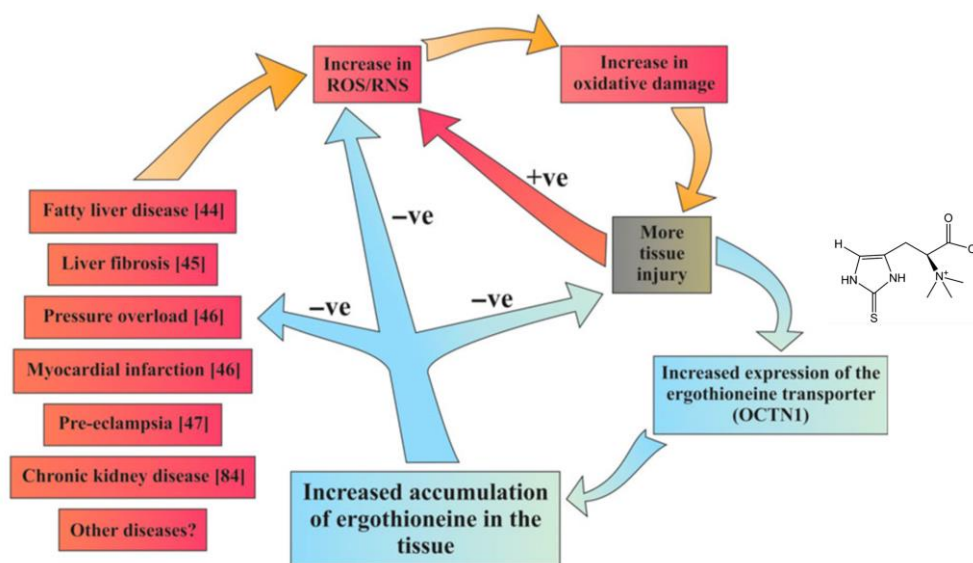 Increase in
ROS/RNS
Increase in
oxidative damage
Fatty liver disease [44]
Liver fibrosis [45]
Pressure overload [46]
Myocardial infarction [46]
Pre-eclampsia [47]
Chronic kidney disease [84]
Other diseases?
–ve
–ve
–ve
+ve
More
tissue
injury
Increased expression of the
ergothioneine transporter
(OCTN1)
Increased accumulation
of ergothioneine in the
tissue
H
O
O
HN
NH
N+
S